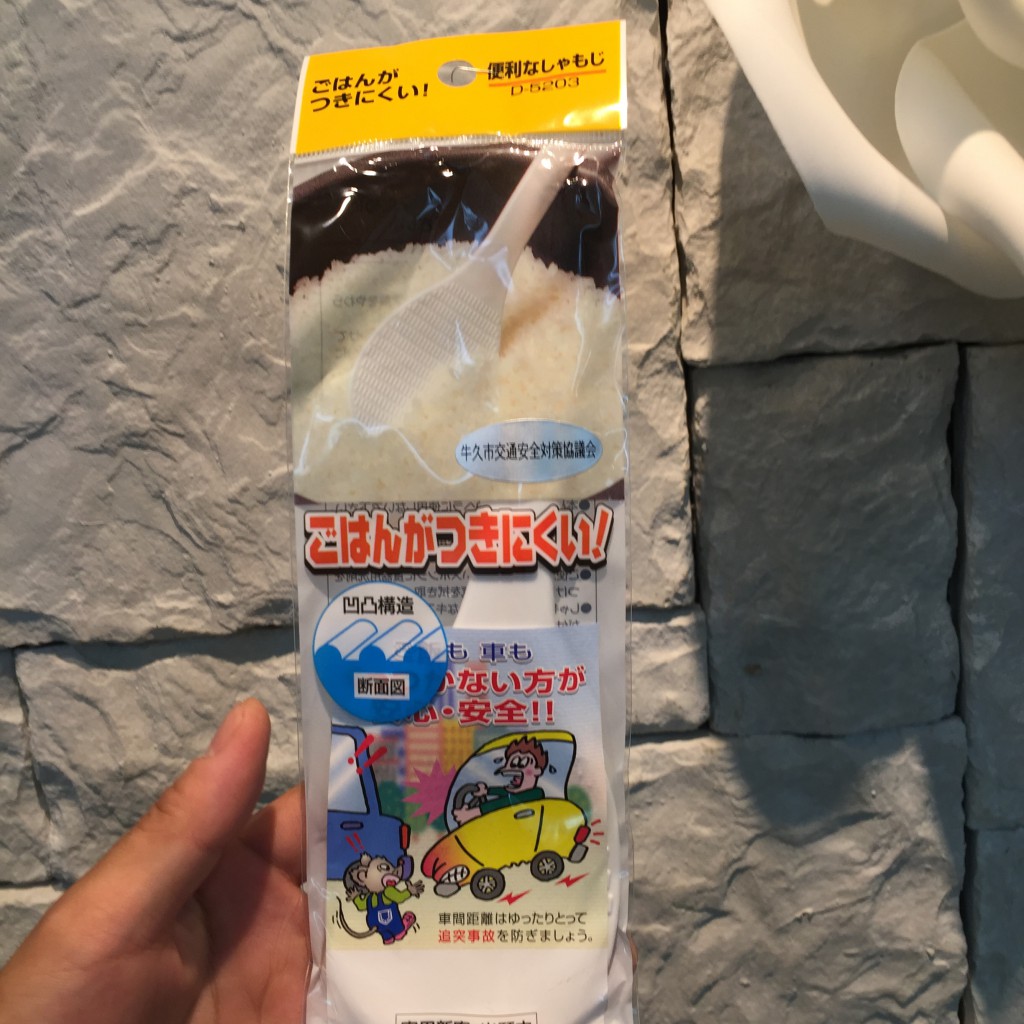 ごはんが
つきにくい!
便利なしゃもじ
D-5203
牛久市交通安全対策協議会
ごはんがつきにくい!
凹凸構造
断面図
も 車も
かない方が
心・安全!!
!!
!!
車間距離はゆったりとって
追突事故を防ぎましょう。